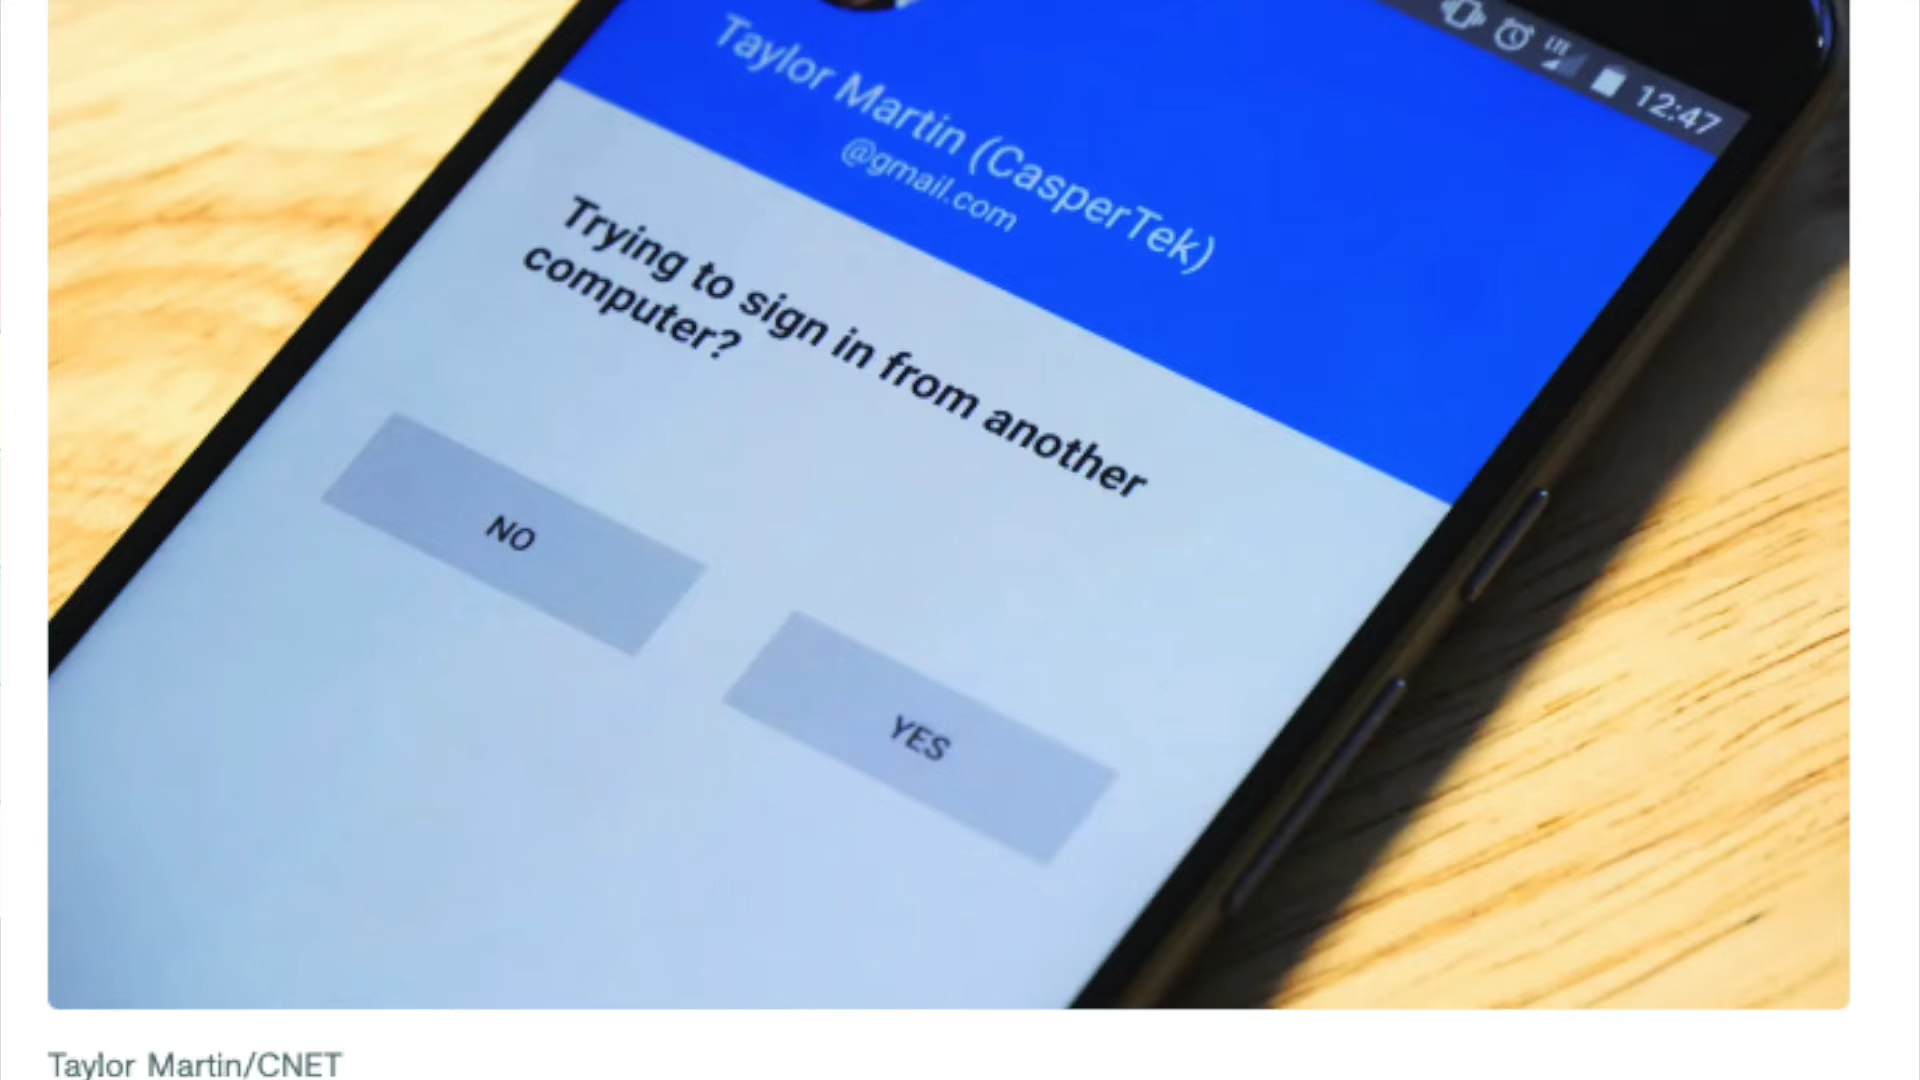 LTE 12:47
Taylor Martin (CasperTek)
@gmail.com
Trying to sign in from another
computer?
NO
YES
Taylor Martin/CNET